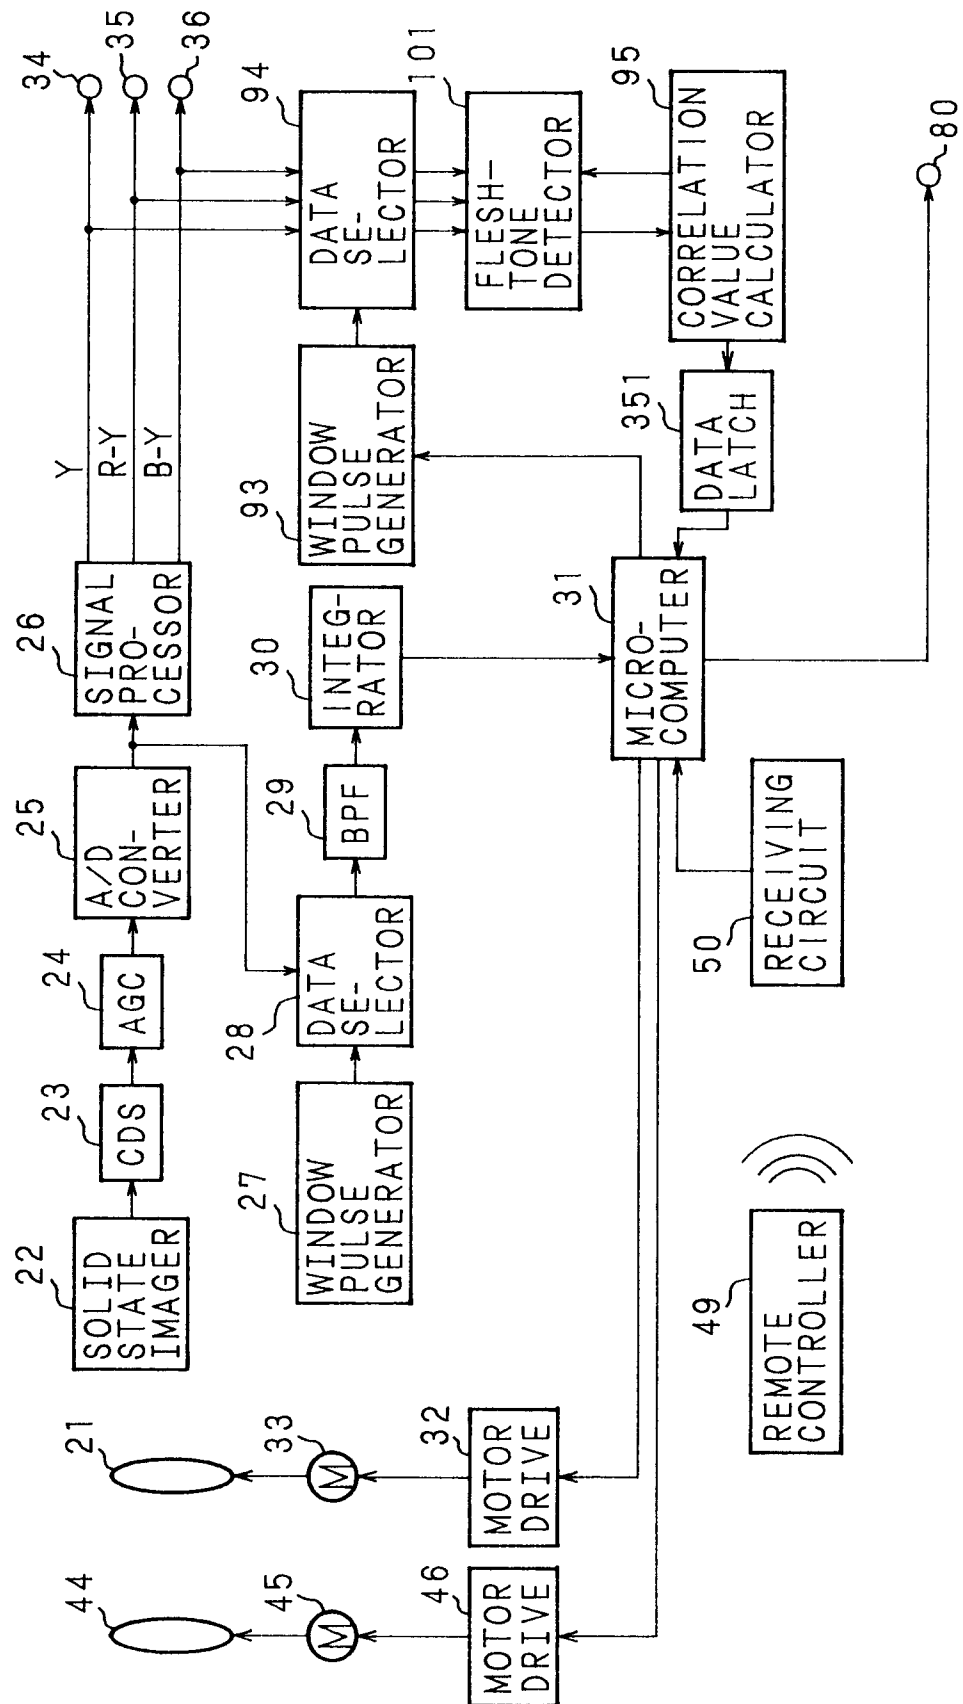 44
21
22
SOLID
STATE
IMAGER
23
CDS
24
AGC
25
A/D
CON-
VERTER
26
SIGNAL
PRO-
CESSOR
Y
R-Y
B-Y
34
35
36
45
M
33
M
27
WINDOW
PULSE
GENERATOR
28
DATA
SE-
LECTOR
29
BPF
30
INTEG-
RATOR
93
WINDOW
PULSE
GENERATOR
94
DATA
SE-
LECTOR
46
MOTOR
DRIVE
32
MOTOR
DRIVE
101
FLESH-
TONE
DETECTOR
31
MICRO-
COMPUTER
351
DATA
LATCH
95
CORRELATION
VALUE
CALCULATOR
49
REMOTE
CONTROLLER
50
RECEIVING
CIRCUIT
80